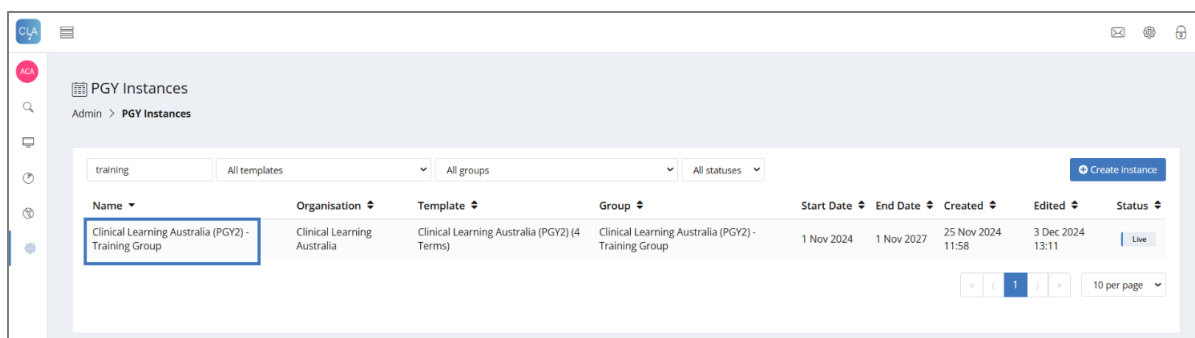 CLA
ACA
PGY Instances
Admin > PGY Instances
training
All templates
All groups
All statuses
Create instance
Name Organisation Template Group Start Date End Date Created Edited Status
Clinical Learning Australia (PGY2) - Clinical Learning Clinical Learning Australia (PGY2) (4 Clinical Learning Australia (PGY2) - 1 Nov 2024 1 Nov 2027 25 Nov 2024 3 Dec 2024 Live
Training Group Australia Terms) Training Group 11:58 13:11
« ⟨ 1 ⟩ » 10 per page